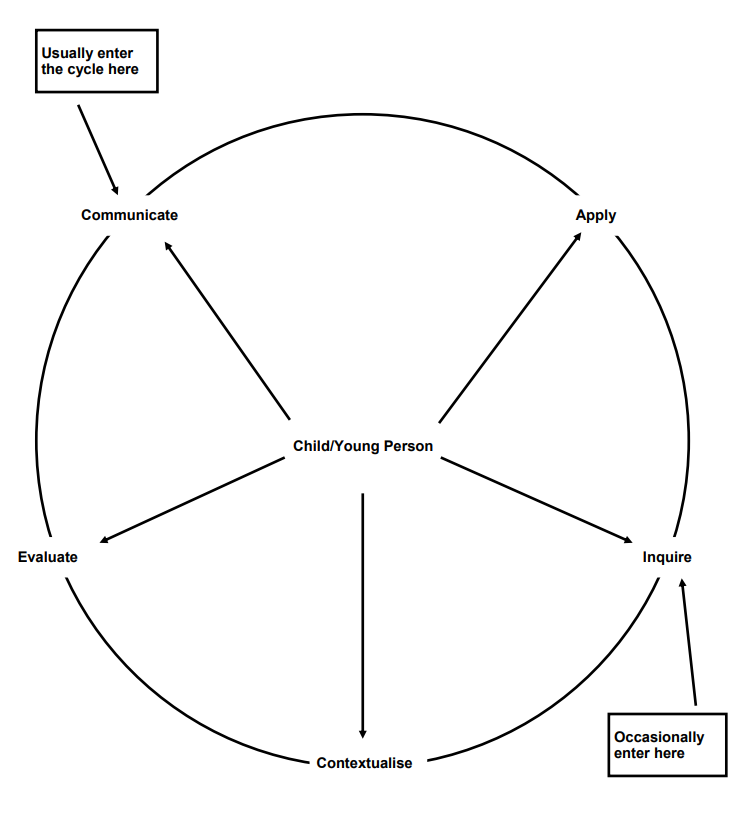 Usually enter
the cycle here
Communicate
Apply
Child/Young Person
Evaluate
Inquire
Occasionally
enter here
Contextualise